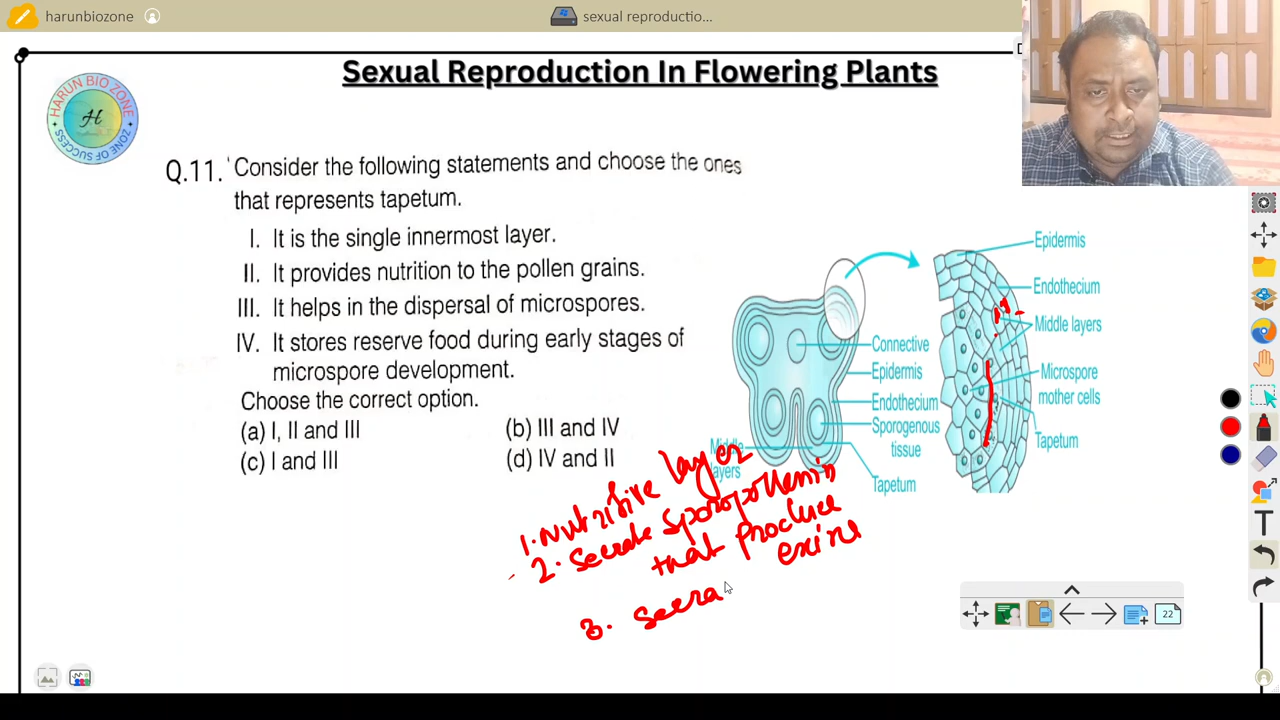 harunbiozone
sexual reproductio...
Sexual Reproduction In Flowering Plants
HARUN BIO ZONE
H
ZONE OF SUCCESS
Q.11. Consider the following statements and choose the ones
that represents tapetum.
I. It is the single innermost layer.
II. It provides nutrition to the pollen grains.
III. It helps in the dispersal of microspores.
IV. It stores reserve food during early stages of
microspore development.
Choose the correct option.
(a) I, II and III
(b) III and IV
(c) I and III
(d) IV and II
Connective
Epidermis
Endothecium
Sporogenous
tissue
Middle
layers
Tapetum
Epidermis
Endothecium
Middle layers
Microspore
mother cells
Tapetum
1. Nutritive layer
2. Secrate Sporopollenin
that produce
exine
3. Secra
22
T